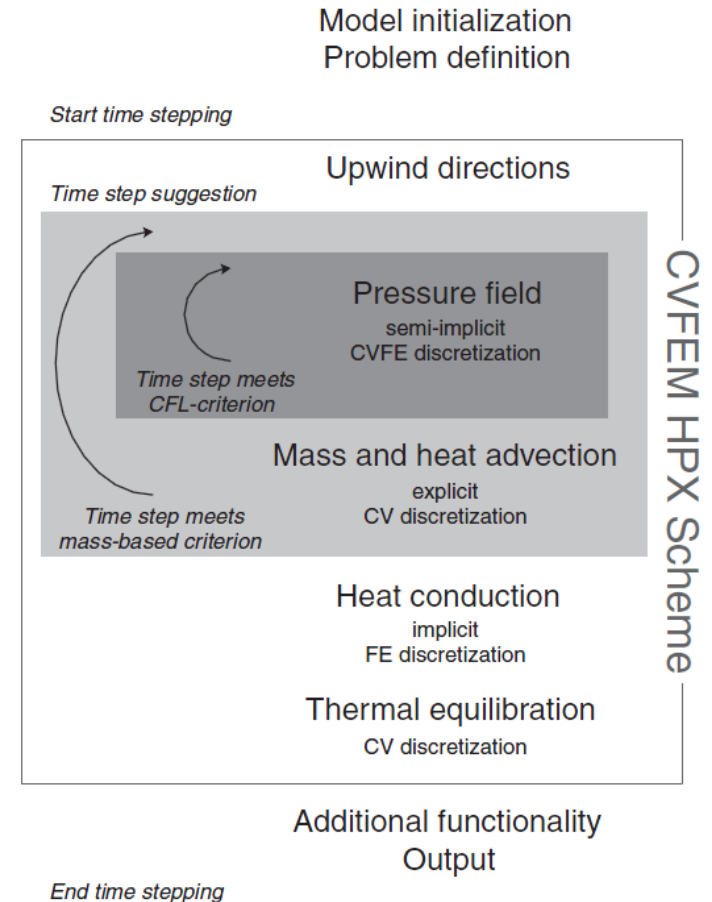 Model initialization
Problem definition
Start time stepping
Upwind directions
Time step suggestion
Pressure field
semi-implicit
CVFE discretization
Time step meets
CFL-criterion
Mass and heat advection
explicit
CV discretization
Time step meets
mass-based criterion
Heat conduction
implicit
FE discretization
Thermal equilibration
CV discretization
CVFEM HPX Scheme
Additional functionality
Output
End time stepping